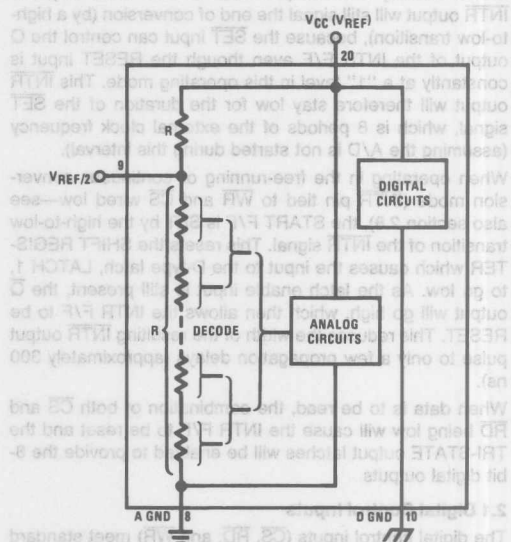 VCC (VREF)
20
R
9
VREF/2
DIGITAL
CIRCUITS
R
DECODE
ANALOG
CIRCUITS
A GND
8
D GND
10
INTR output will still signal the end of conversion (by a high-
to-low transition), because the SET input can control the Q
output of the INTR F/F even though the RESET input is
constantly at a "1" level in this operating mode. This INTR
output will therefore stay low for the duration of the SET
signal, which is 8 periods of the external clock frequency
(assuming the A/D is not started during this interval).
When operating in the free-running or continuous conver-
sion mode (INTR pin tied to WR and CS wired low—see
also section 2.8), the START F/F is SET by the high-to-low
transition of the INTR signal. This resets the SHIFT REGIS-
TER which causes the input to the D-type latch, LATCH 1,
to go low. As the latch enable input is still present, the Q
output will go high, which then allows the INTR F/F to be
RESET. This reduces the width of the resulting INTR output
pulse to only a few propagation delays (approximately 300
ns).
When data is to be read, the combination of both CS and
RD being low will cause the INTR F/F to be reset and the
TRI-STATE output latches will be enabled to provide the 8-
bit digital outputs.
2.1 Digital Control Inputs
The digital control inputs (CS, RD, and WR) meet standard